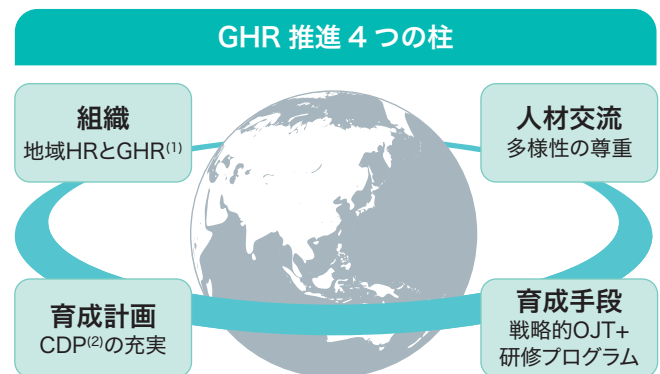 GHR 推進 4 つの柱
組織
地域HRとGHR(1)
人材交流
多様性の尊重
育成計画
CDP(2)の充実
育成手段
戦略的OJT+
研修プログラム